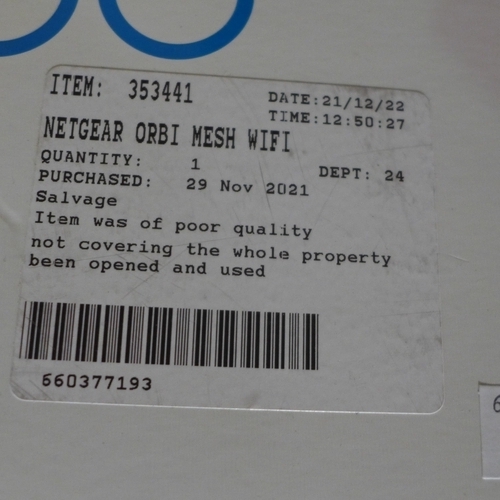 ITEM: 353441
DATE:21/12/22
TIME:12:50:27
NETGEAR ORBI MESH WIFI
QUANTITY: 1
DEPT: 24
PURCHASED: 29 Nov 2021
Salvage
Item was of poor quality
not covering the whole property
been opened and used
660377193
6